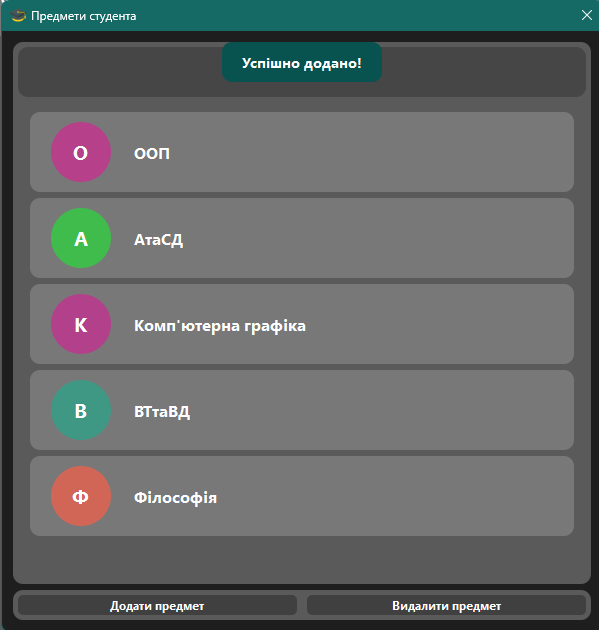 Предмети студента
Успішно додано!
О
ООП
А
АтаСД
К
Комп'ютерна графіка
В
ВТтаВД
Ф
Філософія
Додати предмет
Видалити предмет